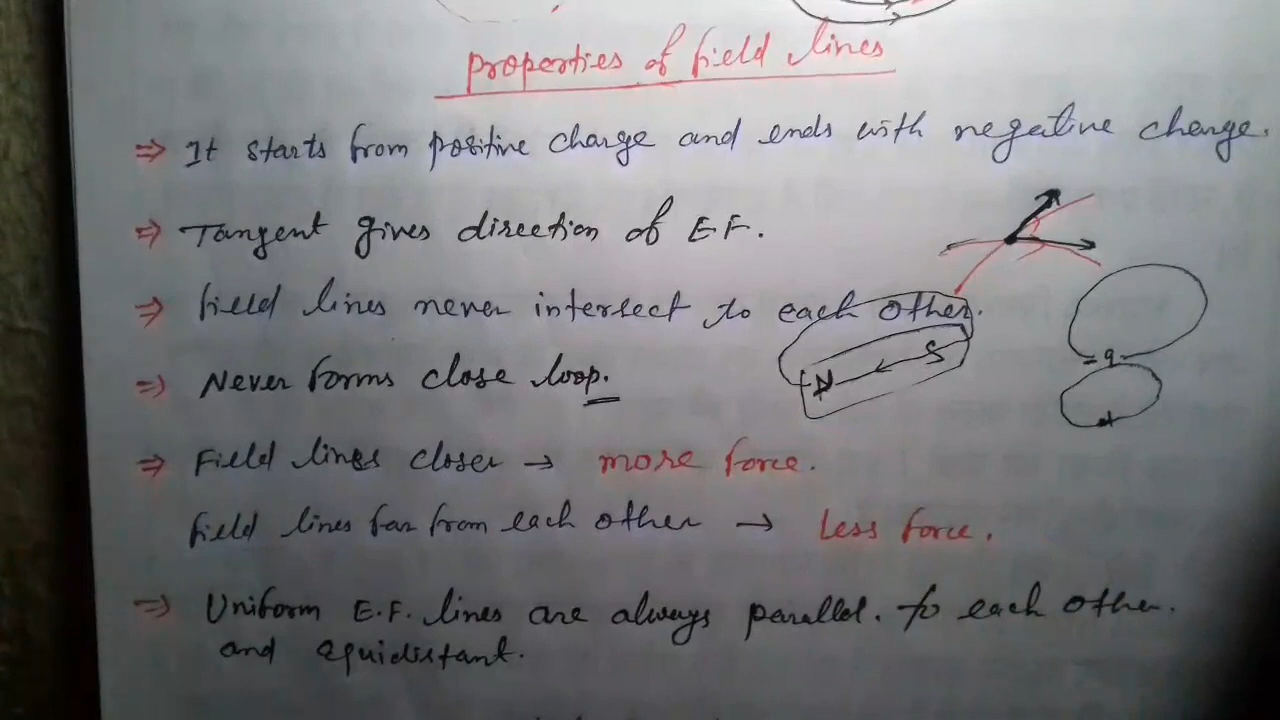 Properties of field lines
⇒ It starts from positive charge and ends with negative charge.
⇒ Tangent gives direction of E.F.
⇒ field lines never intersect to each other.
⇒ Never forms close loop.
N S
- q
⇒ Field lines closer → more force.
field lines far from each other → Less force.
⇒ Uniform E.F. lines are always parallel. to each other.
and equidistant.